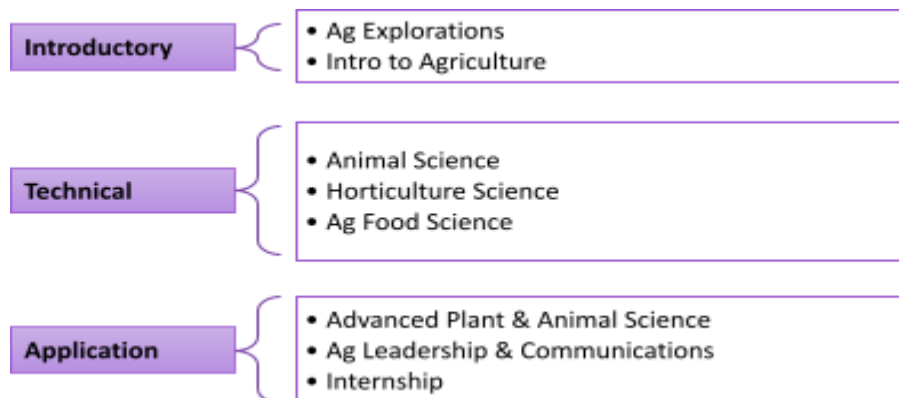 Introductory
• Ag Explorations
• Intro to Agriculture
Technical
• Animal Science
• Horticulture Science
• Ag Food Science
Application
• Advanced Plant & Animal Science
• Ag Leadership & Communications
• Internship